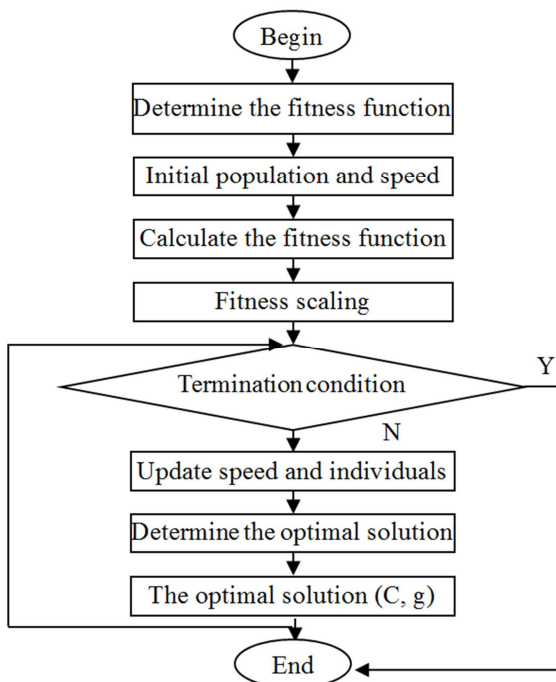 Begin
Determine the fitness function
Initial population and speed
Calculate the fitness function
Fitness scaling
Termination condition
Y
N
Update speed and individuals
Determine the optimal solution
The optimal solution (C, g)
End